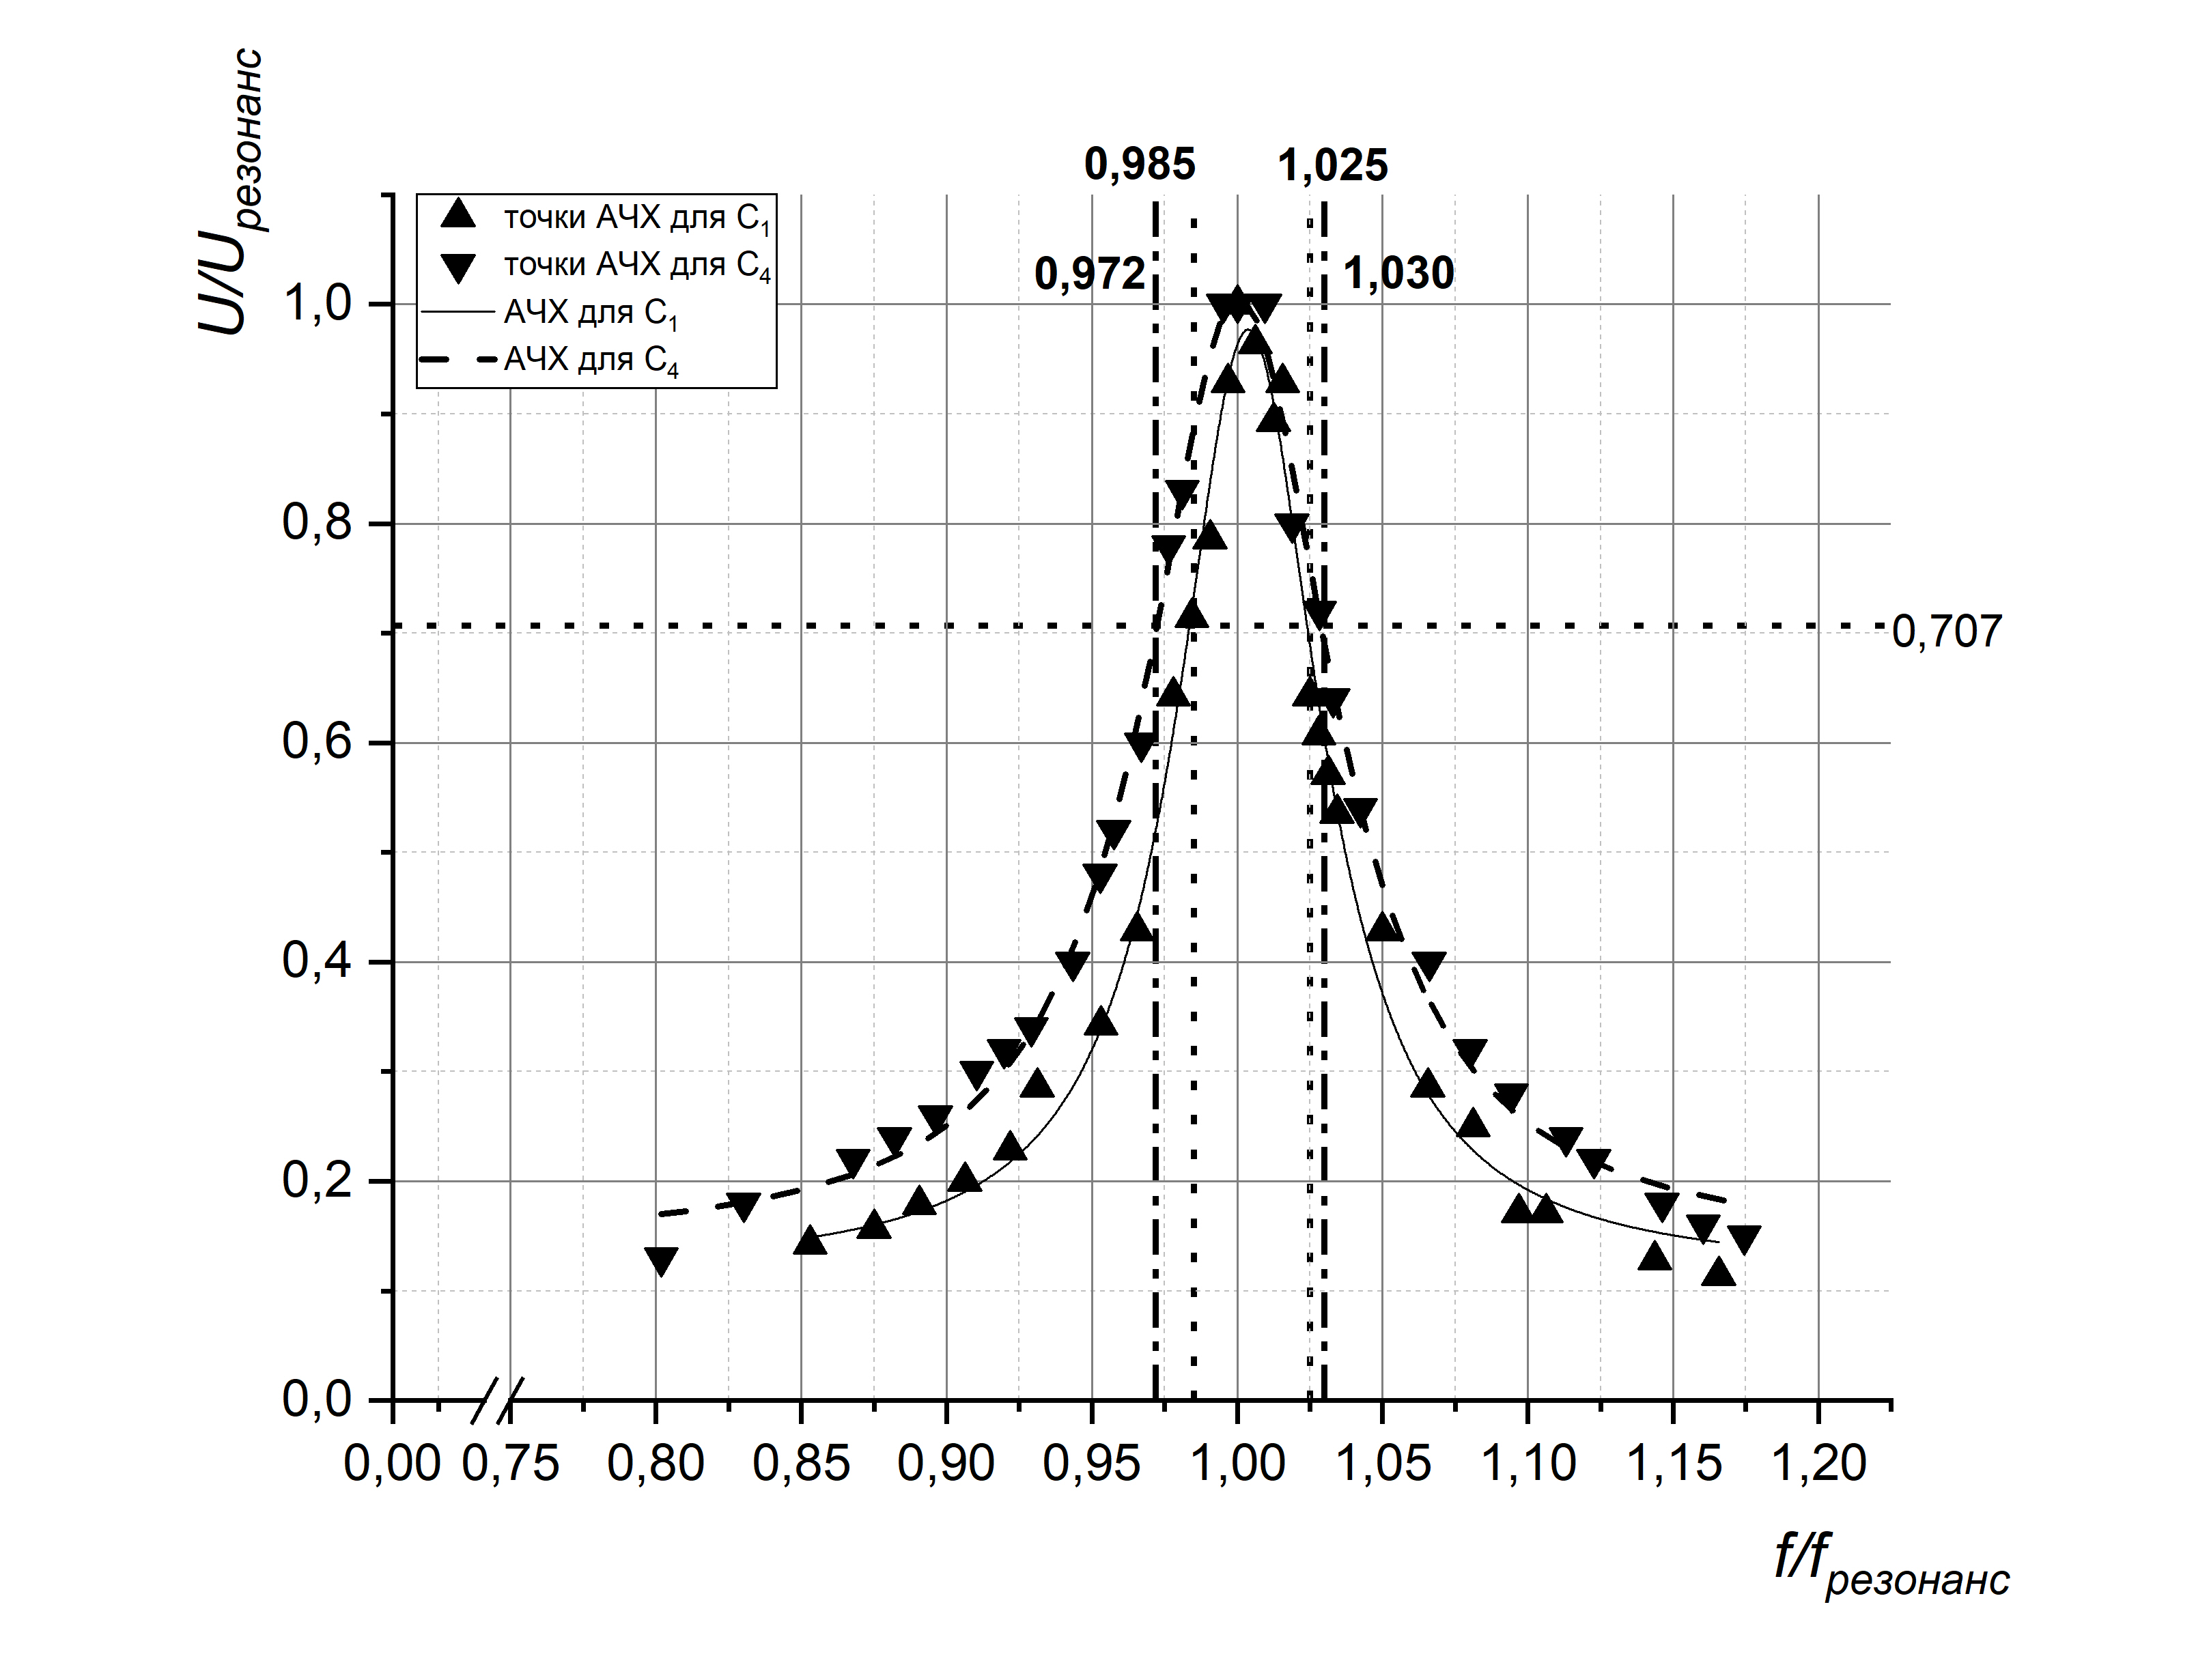 U/Uрезонанс
0,985
1,025
0,972
1,030
точки АЧХ для C1
точки АЧХ для C4
АЧХ для C1
АЧХ для C4
1,0
0,8
0,707
0,6
0,4
0,2
0,0
0,00 0,75 0,80 0,85 0,90 0,95 1,00 1,05 1,10 1,15 1,20
f/fрезонанс